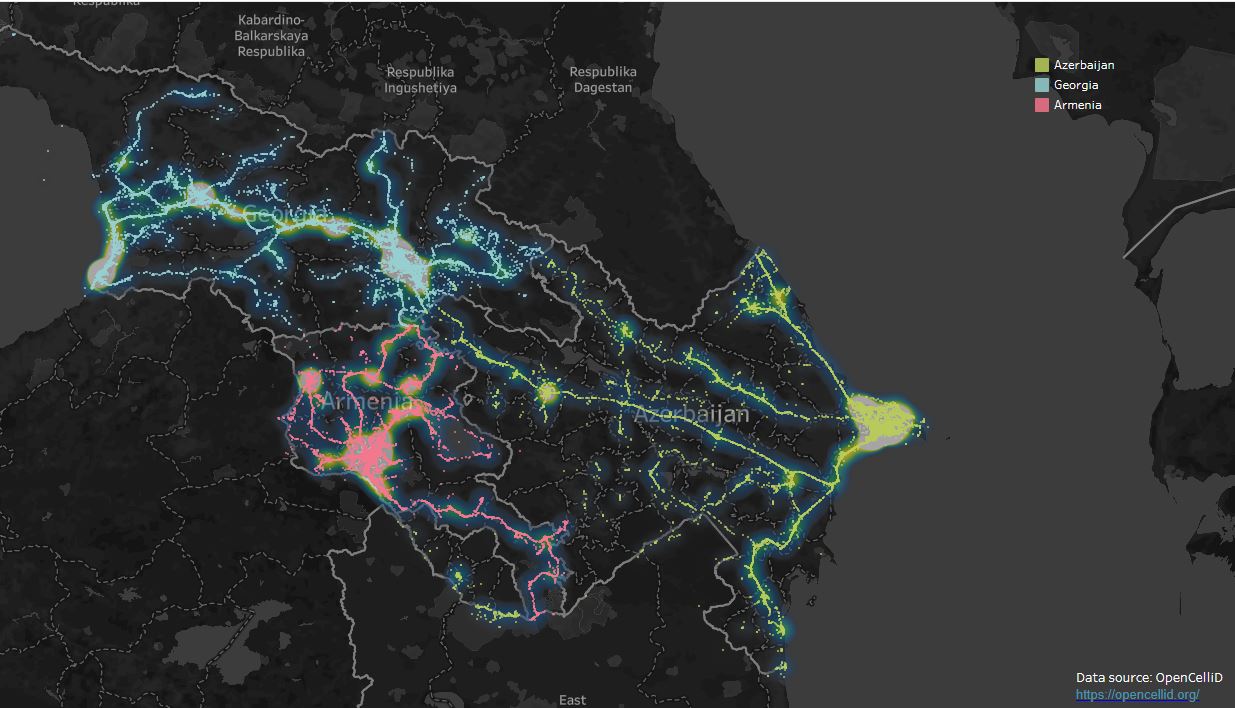 Respublika
Kabardino-
Balkarskaya
Respublika
Respublika
Ingushetiya
Respublika
Dagestan
Azerbaijan
Georgia
Armenia
Georgia
Armenia
Azerbaijan
East
Data source: OpenCelliD
https://opencellid.org/